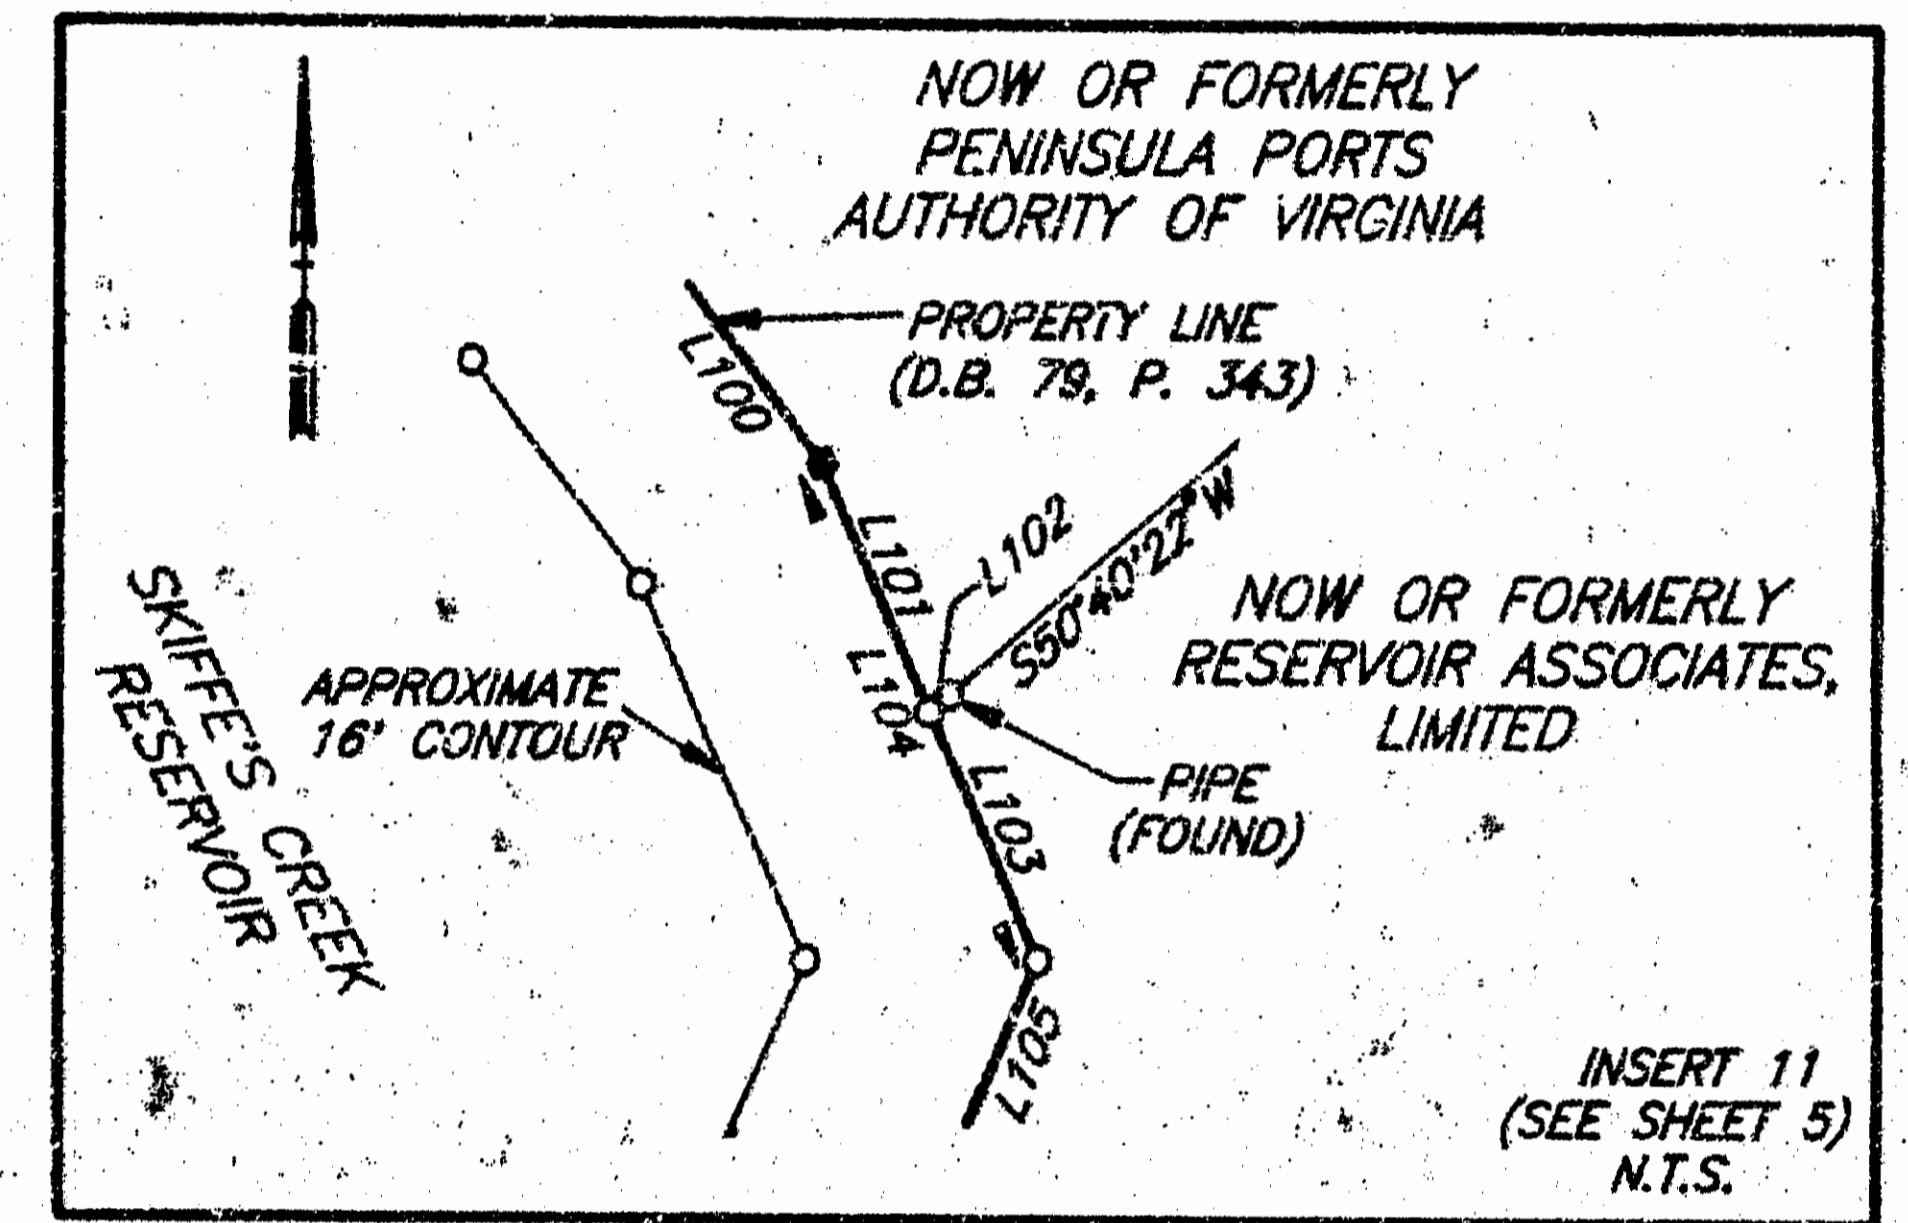 NOW OR FORMERLY
PENINSULA PORTS
AUTHORITY OF VIRGINIA
PROPERTY LINE
(D.B. 79, P. 343)
L100
L101
L102
S50°40'22"W
NOW OR FORMERLY
RESERVOIR ASSOCIATES,
LIMITED
L104
APPROXIMATE
16' CONTOUR
SKIFFE'S CREEK
RESERVOIR
PIPE
(FOUND)
L103
L105
INSERT 11
(SEE SHEET 5)
N.T.S.